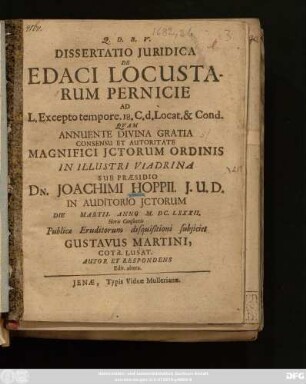 Q. D. B. V.
DISSERTATIO JURIDICA
DE
EDACI LOCUSTA-
RUM PERNICIE
AD
L. Excepto tempore. 18. C, d, Locat. & Cond.
QUAM
ANNUENTE DIVINA GRATIA
CONSENSU ET AUTORITATE
MAGNIFICI JCTORUM ORDINIS
IN ILLUSTRI VIADRINA
SUB PRÆSIDIO
DN. JOACHIMI HOPPII. J. U. D.
IN AUDITORIO JCTORUM
DIE MARTII. ANNO M. DC. LXXXII,
Horis Consuetis
Publicæ Eruditorum disquisitioni subjiciet
GUSTAVUS MARTINI,
COTB. LUSAT.
AUTOR ET RESPONDENS
JENÆ, Typis Viduæ Mullerianæ.